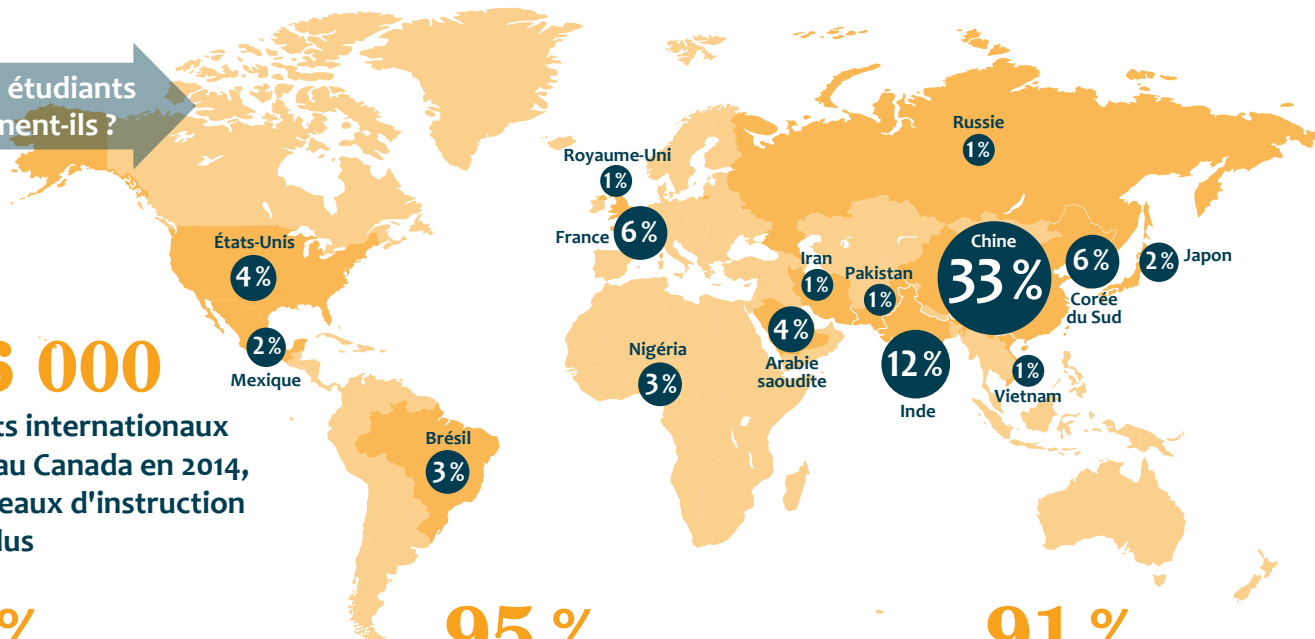 étudiants
nent-ils ?
Russie
1 %
Royaume-Uni
1 %
France
6 %
États-Unis
4 %
Chine
33 %
6 %
Corée
du Sud
2 %
Japon
Iran
1 %
Pakistan
1 %
4 %
Arabie
saoudite
12 %
Inde
1 %
Vietnam
2 %
Mexique
Nigéria
3 %
Brésil
3 %
000
ts internationaux
au Canada en 2014,
eaux d'instruction
lus
%
95 %
91 %